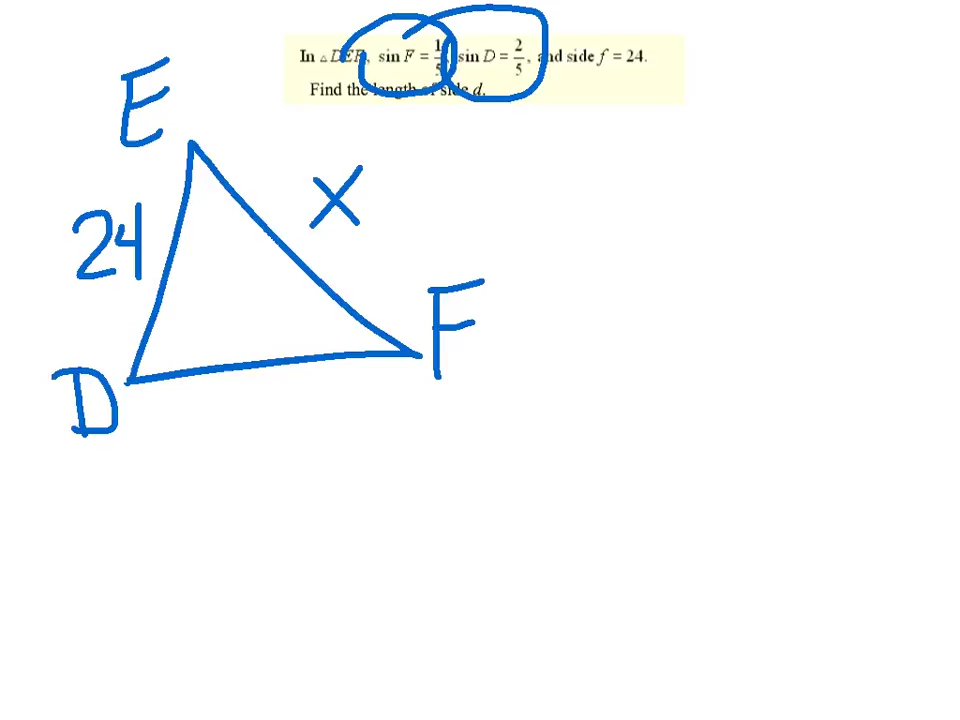 In △DEF, sin F = 1/5, sin D = 2/5, and side f = 24.
Find the length of side d.
E
X
24
F
D